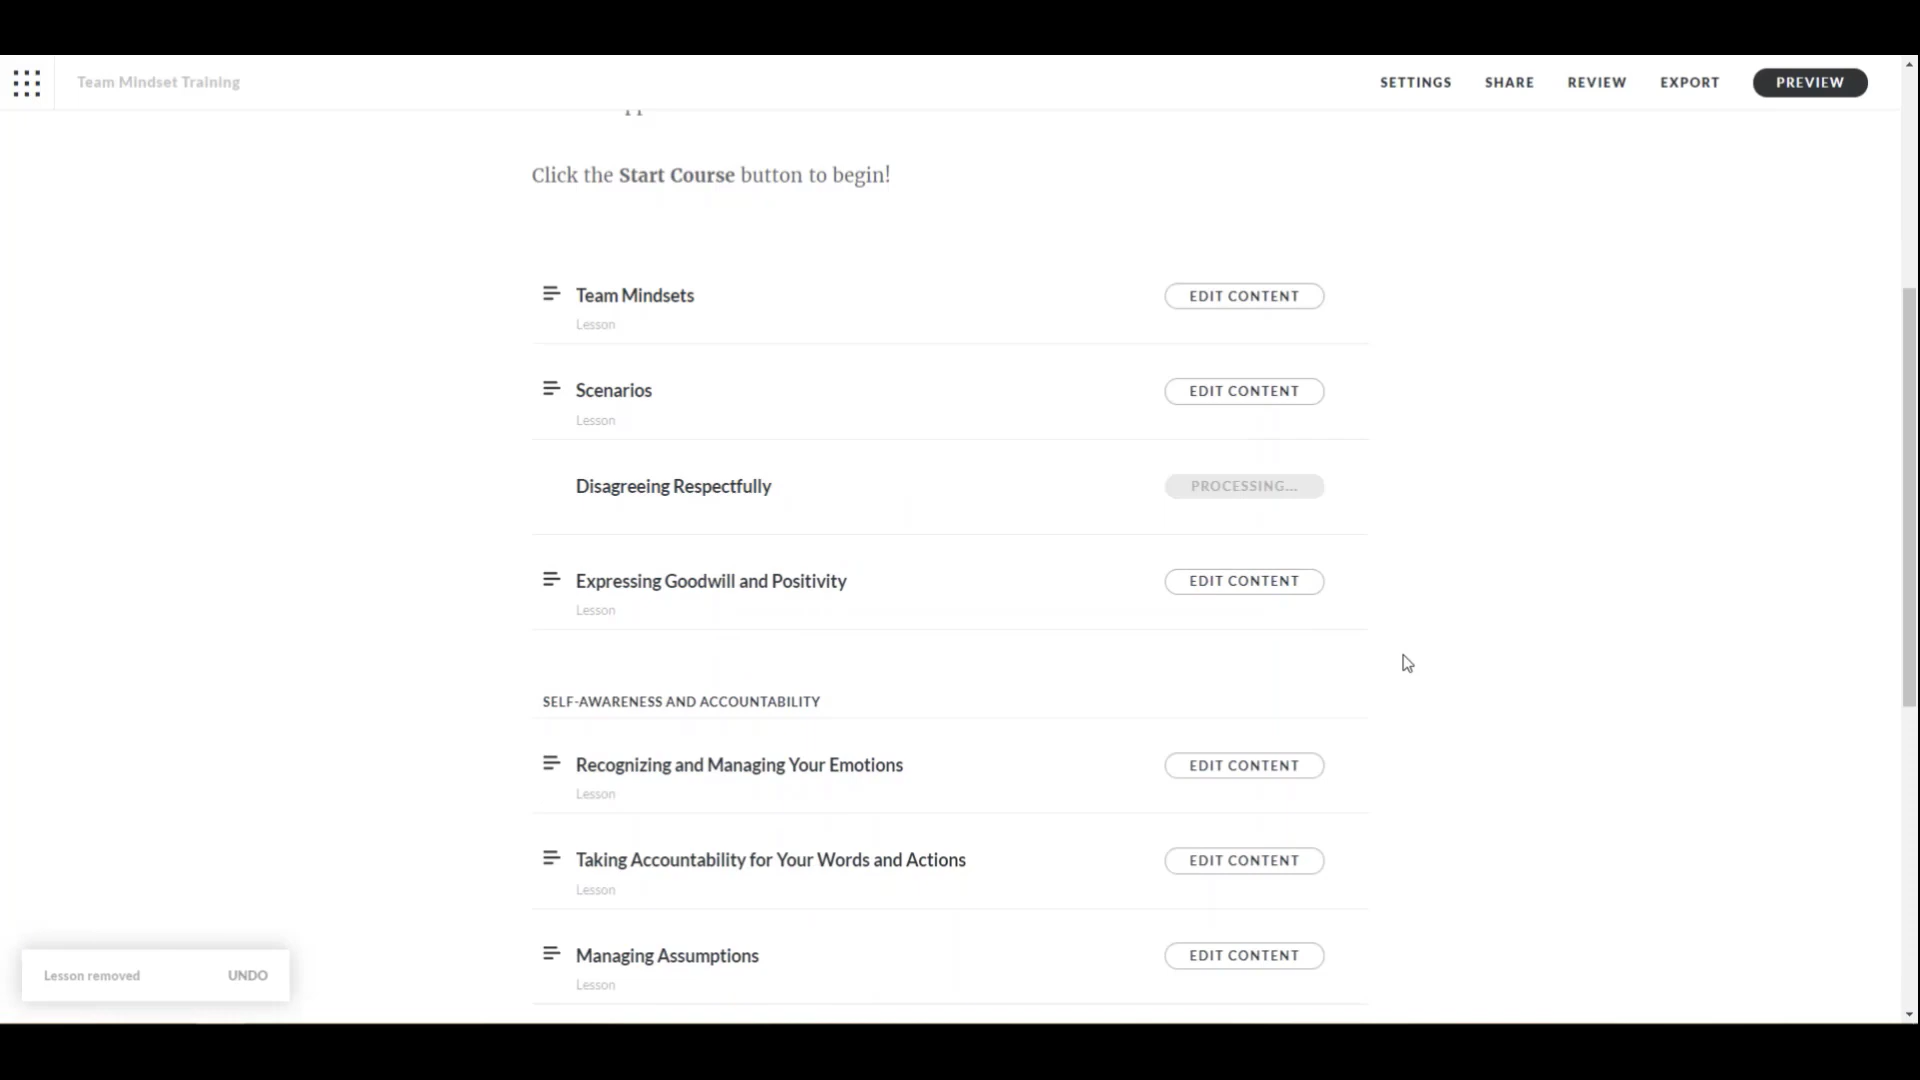 Team Mindset Training
SETTINGS SHARE REVIEW EXPORT PREVIEW
Click the Start Course button to begin!
Team Mindsets EDIT CONTENT
Lesson
Scenarios EDIT CONTENT
Lesson
Disagreeing Respectfully PROCESSING...
Expressing Goodwill and Positivity EDIT CONTENT
Lesson
SELF-AWARENESS AND ACCOUNTABILITY
Recognizing and Managing Your Emotions EDIT CONTENT
Lesson
Taking Accountability for Your Words and Actions EDIT CONTENT
Lesson
Managing Assumptions EDIT CONTENT
Lesson
Lesson removed UNDO